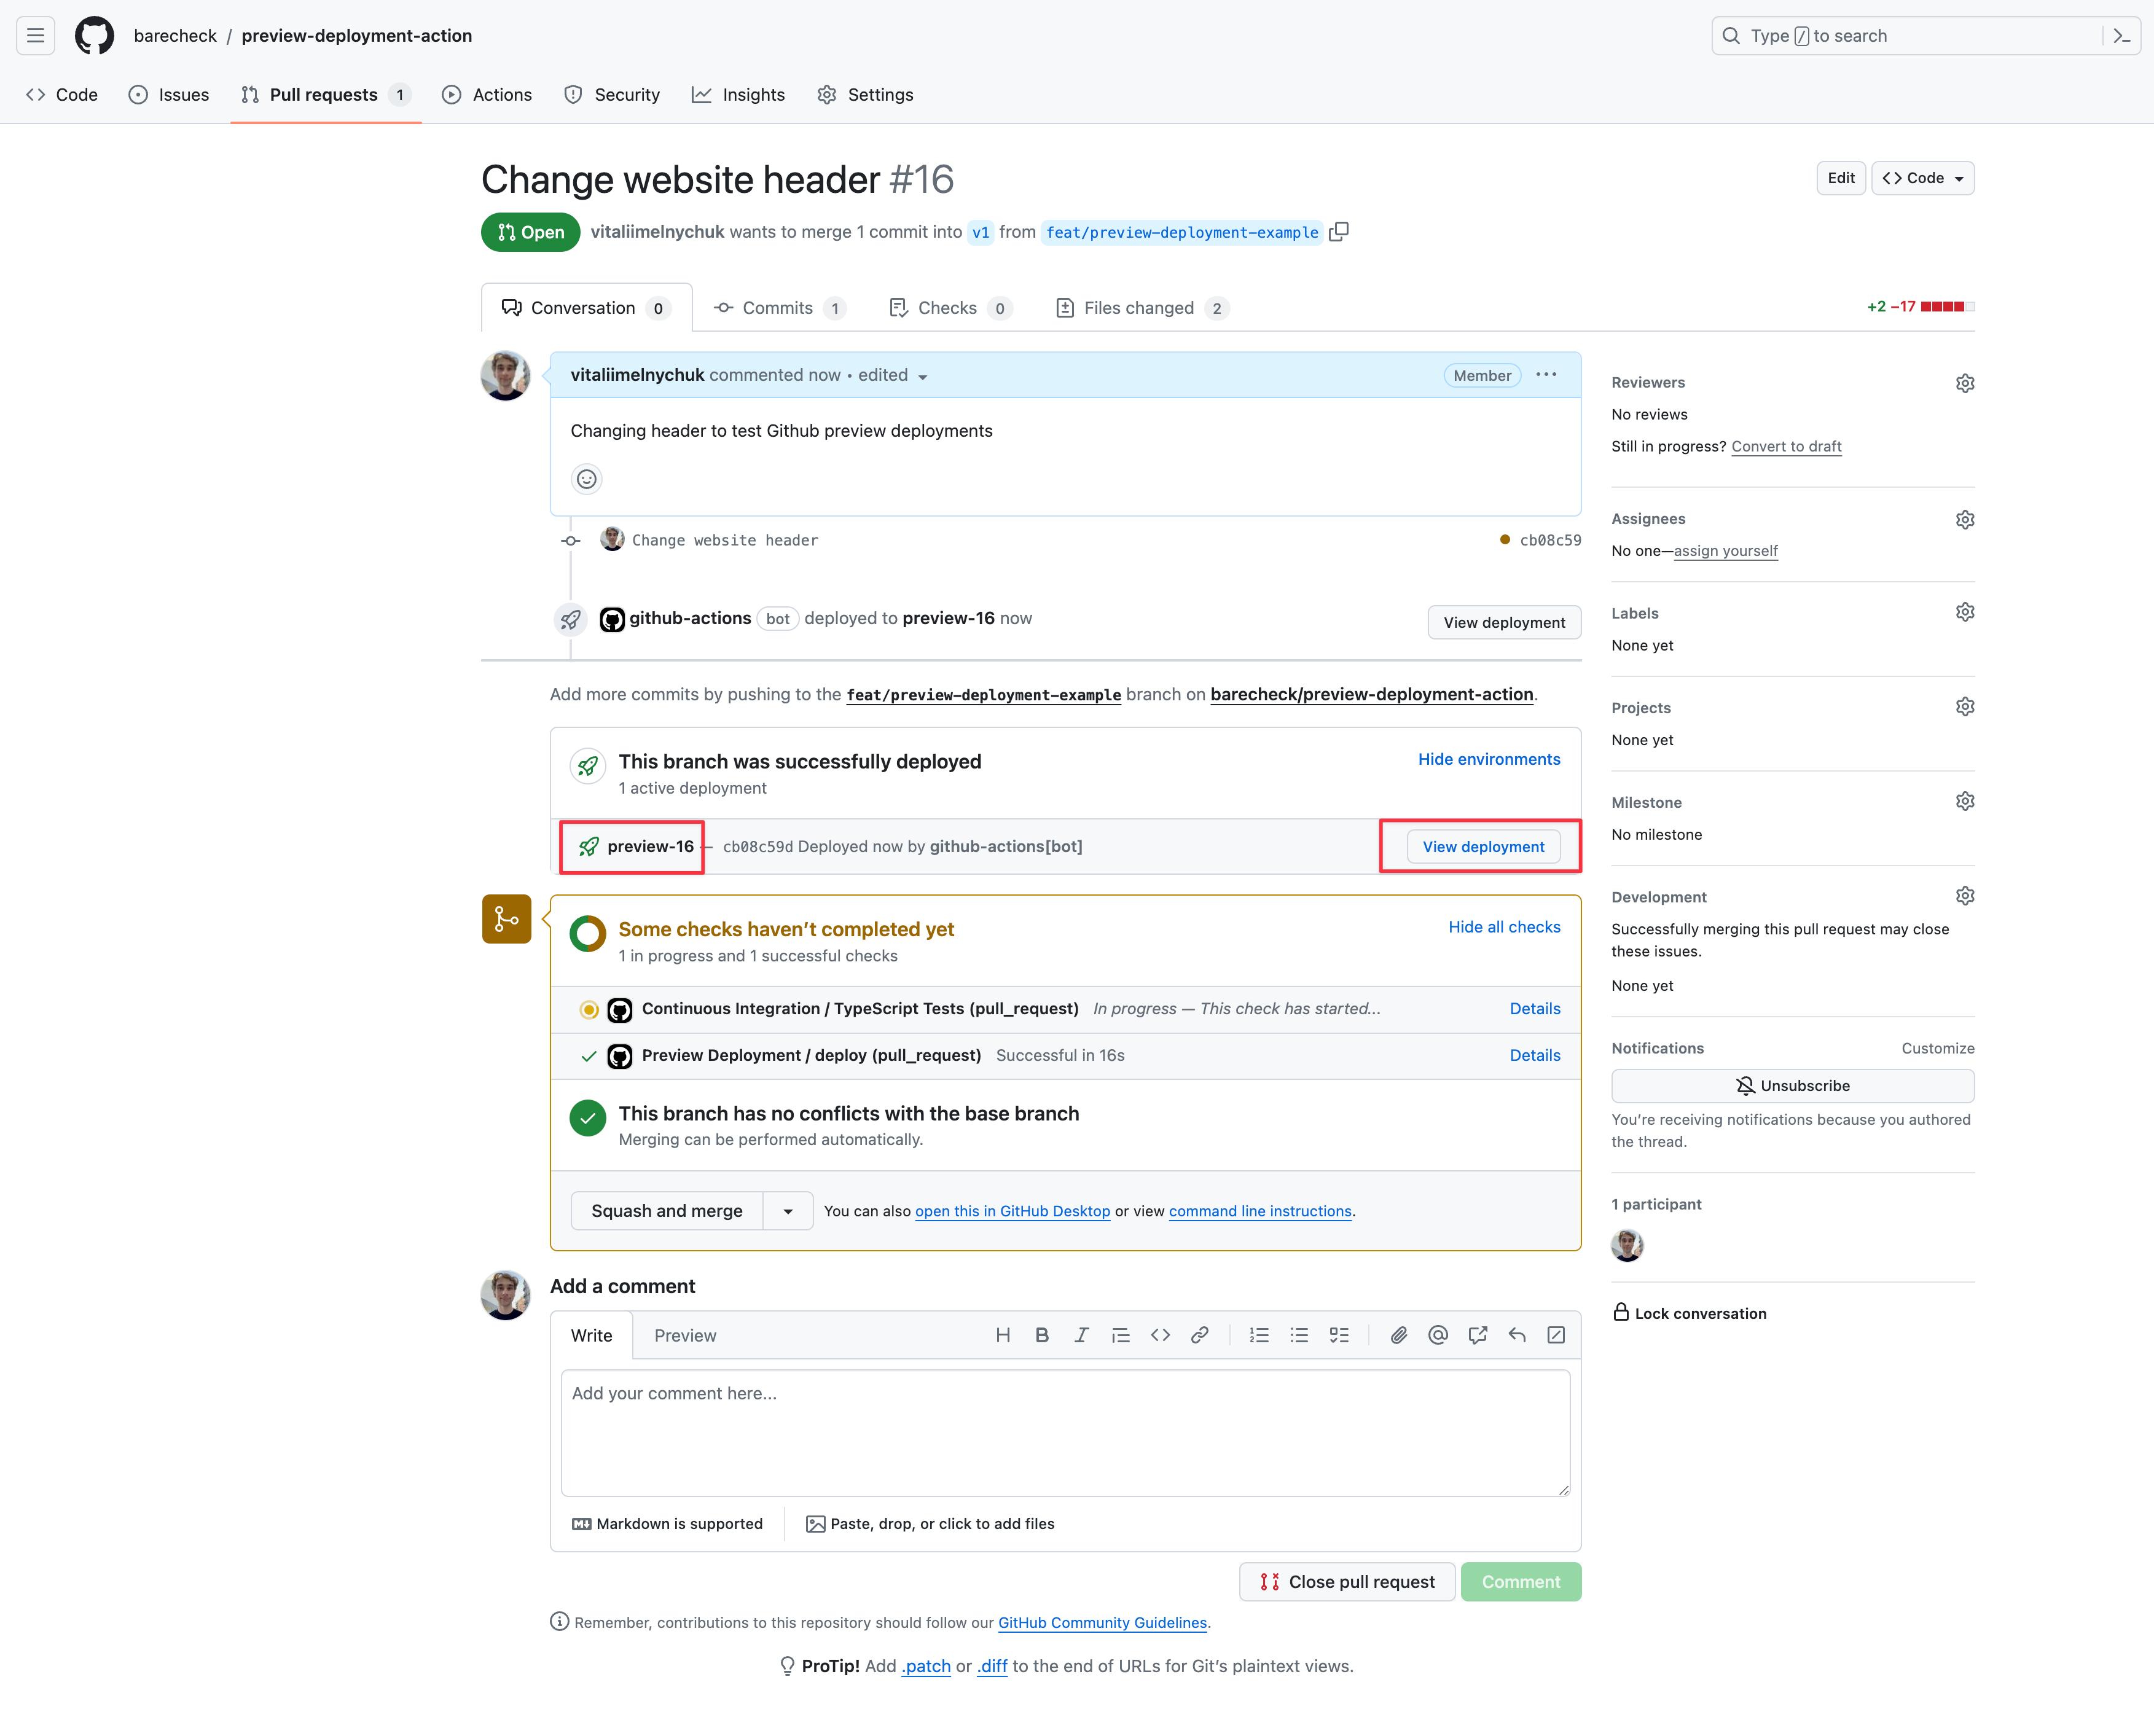 barecheck / preview-deployment-action
Type / to search
Code
Issues
Pull requests 1
Actions
Security
Insights
Settings
Change website header #16
Edit
Code
Open
vitaliimelnychuk wants to merge 1 commit into v1 from feat/preview-deployment-example
Conversation 0
Commits 1
Checks 0
Files changed 2
+2 −17
vitaliimelnychuk commented now • edited
Member
Changing header to test Github preview deployments
Change website header
cb08c59
github-actions bot deployed to preview-16 now
View deployment
Add more commits by pushing to the feat/preview-deployment-example branch on barecheck/preview-deployment-action.
This branch was successfully deployed
Hide environments
1 active deployment
preview-16 — cb08c59d Deployed now by github-actions[bot]
View deployment
Some checks haven’t completed yet
Hide all checks
1 in progress and 1 successful checks
Continuous Integration / TypeScript Tests (pull_request) In progress — This check has started...
Details
Preview Deployment / deploy (pull_request) Successful in 16s
Details
This branch has no conflicts with the base branch
Merging can be performed automatically.
Squash and merge
You can also open this in GitHub Desktop or view command line instructions.
Add a comment
Write
Preview
Add your comment here...
Markdown is supported
Paste, drop, or click to add files
Close pull request
Comment
Remember, contributions to this repository should follow our GitHub Community Guidelines.
ProTip! Add .patch or .diff to the end of URLs for Git’s plaintext views.
Reviewers
No reviews
Still in progress? Convert to draft
Assignees
No one—assign yourself
Labels
None yet
Projects
None yet
Milestone
No milestone
Development
Successfully merging this pull request may close
these issues.
None yet
Notifications
Customize
Unsubscribe
You’re receiving notifications because you authored
the thread.
1 participant
Lock conversation